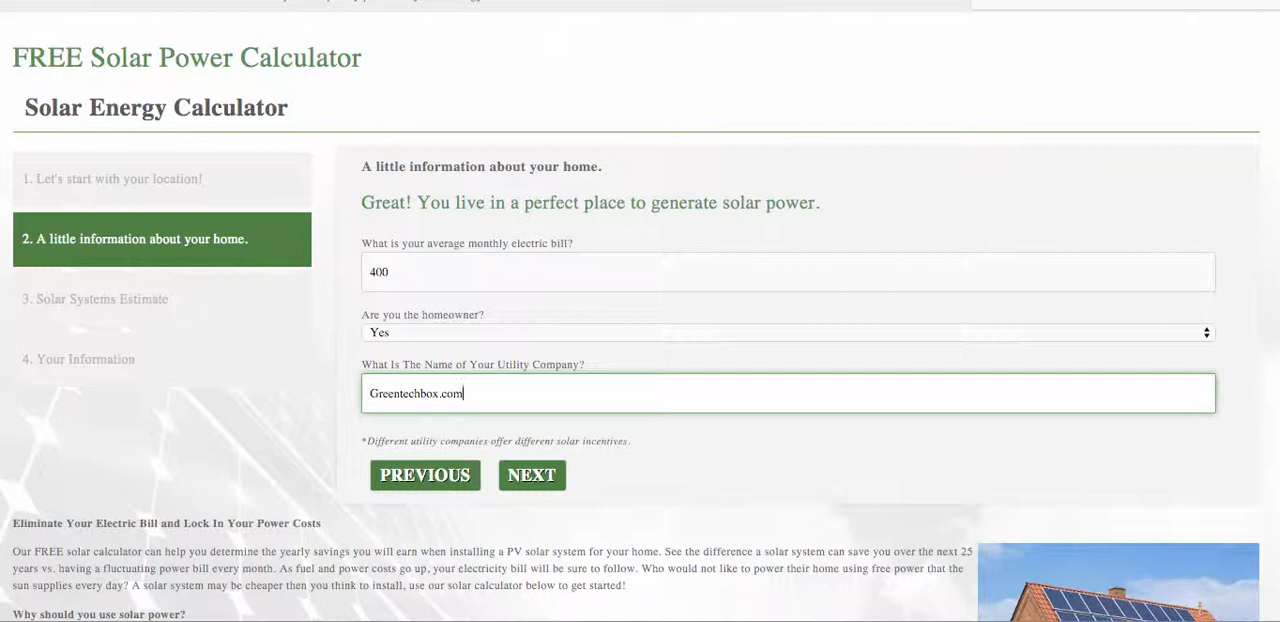 FREE Solar Power Calculator
Solar Energy Calculator
1. Let's start with your location!
2. A little information about your home.
3. Solar Systems Estimate
4. Your Information
A little information about your home.
Great! You live in a perfect place to generate solar power.
What is your average monthly electric bill?
400
Are you the homeowner?
Yes
What Is The Name of Your Utility Company?
Greentechbox.com
*Different utility companies offer different solar incentives.
PREVIOUS NEXT
Eliminate Your Electric Bill and Lock In Your Power Costs
Our FREE solar calculator can help you determine the yearly savings you will earn when installing a PV solar system for your home. See the difference a solar system can save you over the next 25
years vs. having a fluctuating power bill every month. As fuel and power costs go up, your electricity bill will be sure to follow. Who would not like to power their home using free power that the
sun supplies every day? A solar system may be cheaper then you think to install, use our solar calculator below to get started!
Why should you use solar power?